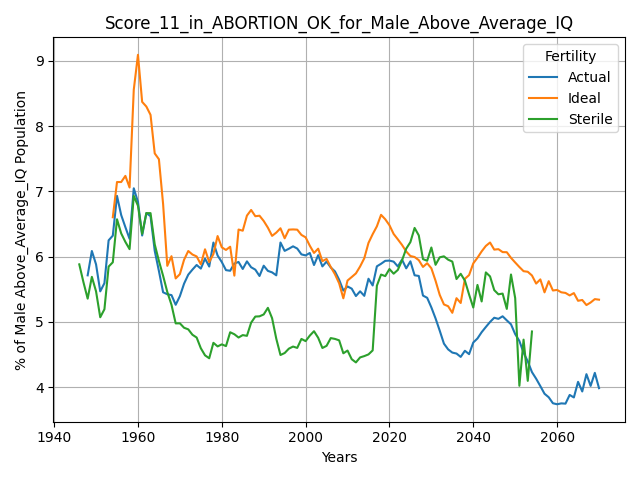 Score_11_in_ABORTION_OK_for_Male_Above_Average_IQ
% of Male Above_Average_IQ Population
9
8
7
6
5
4
Fertility
Actual
Ideal
Sterile
1940 1960 1980 2000 2020 2040 2060
Years